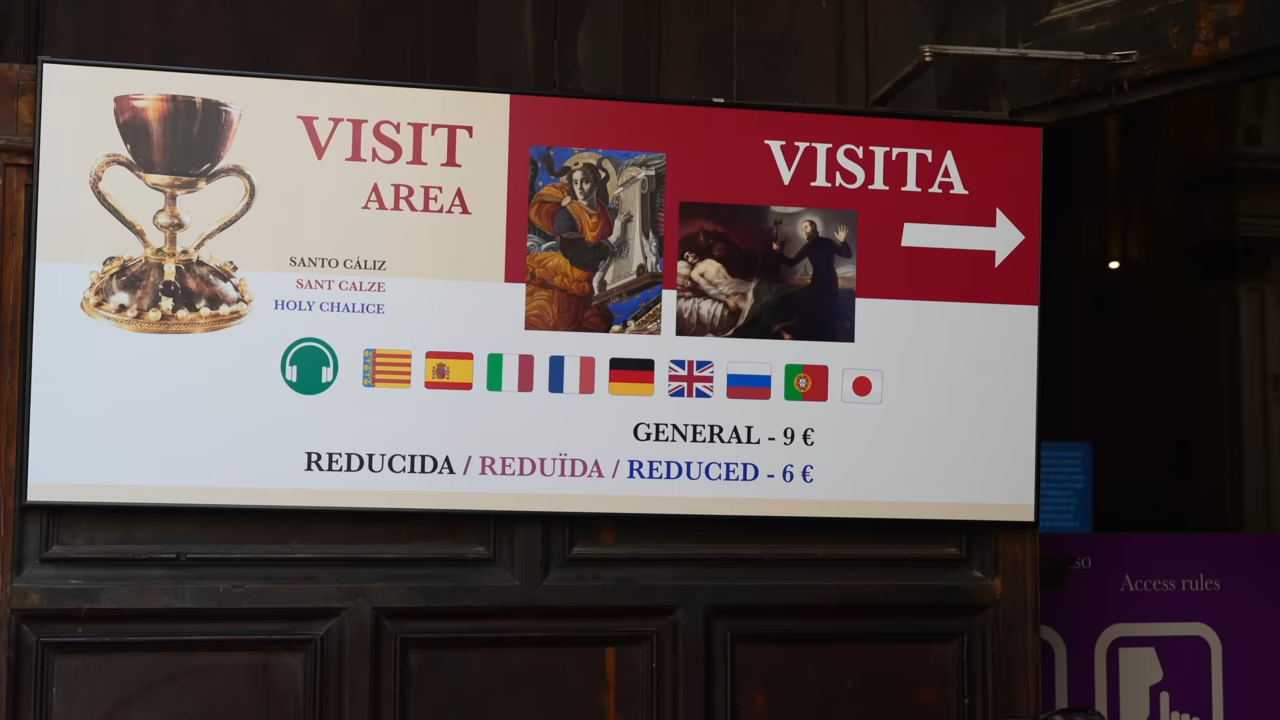 VISIT
AREA
VISITA
SANTO CÁLIZ
SANT CALZE
HOLY CHALICE
GENERAL - 9 €
REDUCIDA / REDUÏDA / REDUCED - 6 €
Access rules